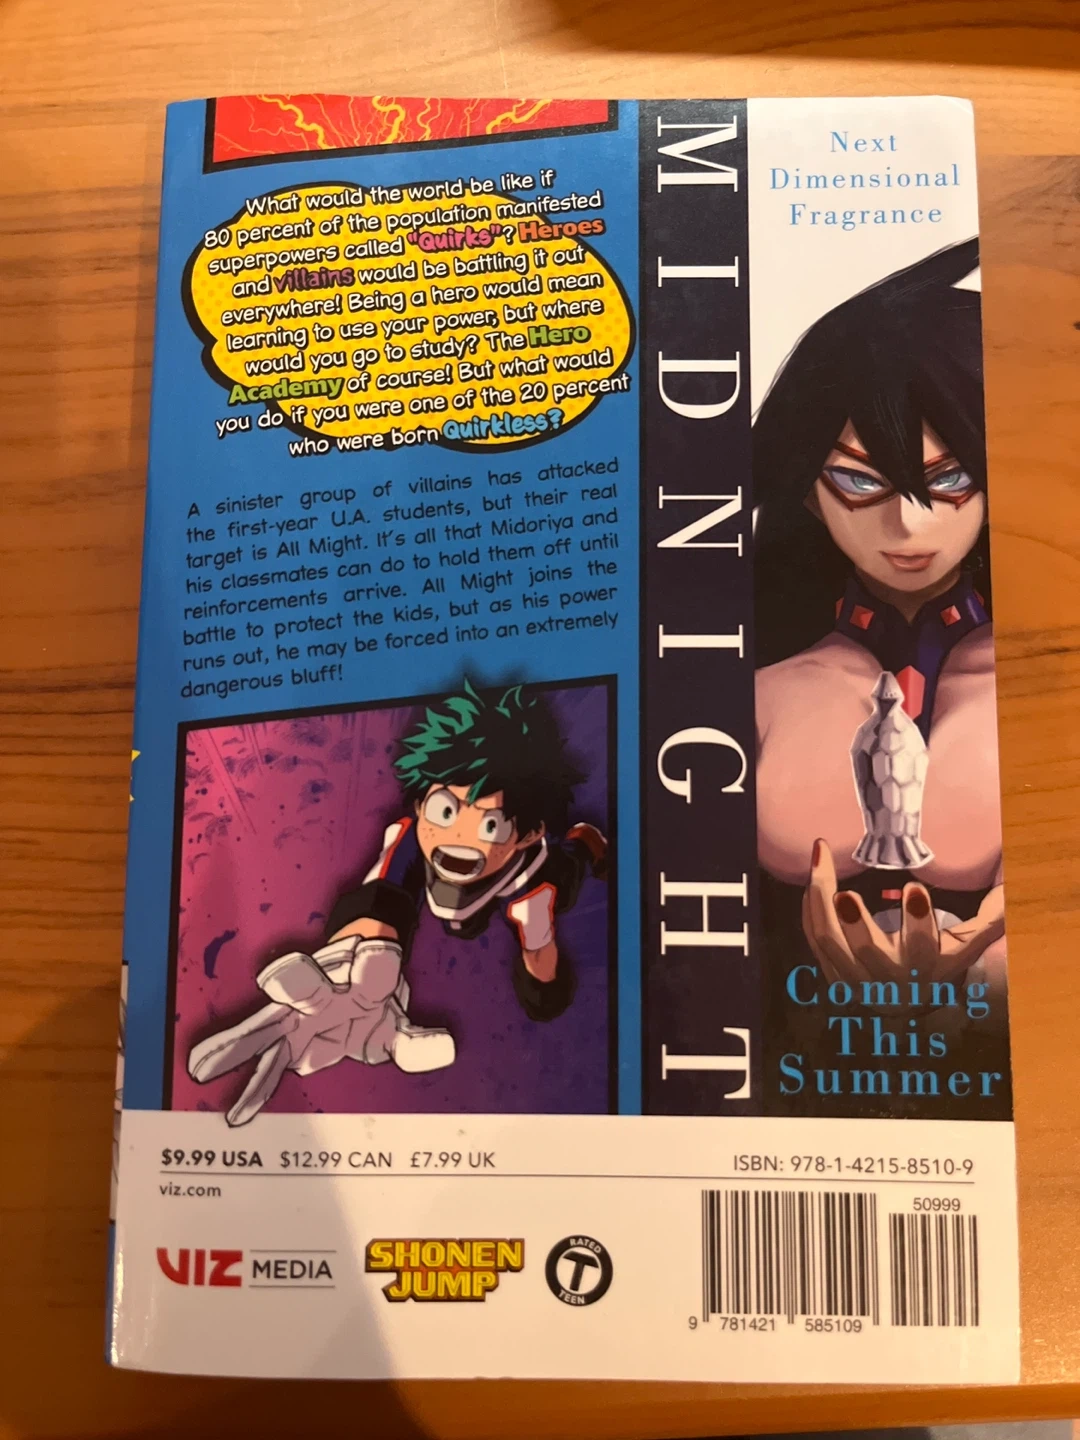 What would the world be like if
80 percent of the population manifested
superpowers called "Quirks"? Heroes
and villains would be battling it out
everywhere! Being a hero would mean
learning to use your power, but where
would you go to study? The Hero
Academy of course! But what would
you do if you were one of the 20 percent
who were born Quirkless?
A sinister group of villains has attacked
the first-year U.A. students, but their real
target is All Might. It's all that Midoriya and
his classmates can do to hold them off until
reinforcements arrive. All Might joins the
battle to protect the kids, but as his power
runs out, he may be forced into an extremely
dangerous bluff!
MIDNIGHT
Next
Dimensional
Fragrance
Coming
This
Summer
$9.99 USA $12.99 CAN £7.99 UK
viz.com
VIZ MEDIA
SHONEN
JUMP
RATED
T
TEEN
ISBN: 978-1-4215-8510-9
50999
9 781421 585109